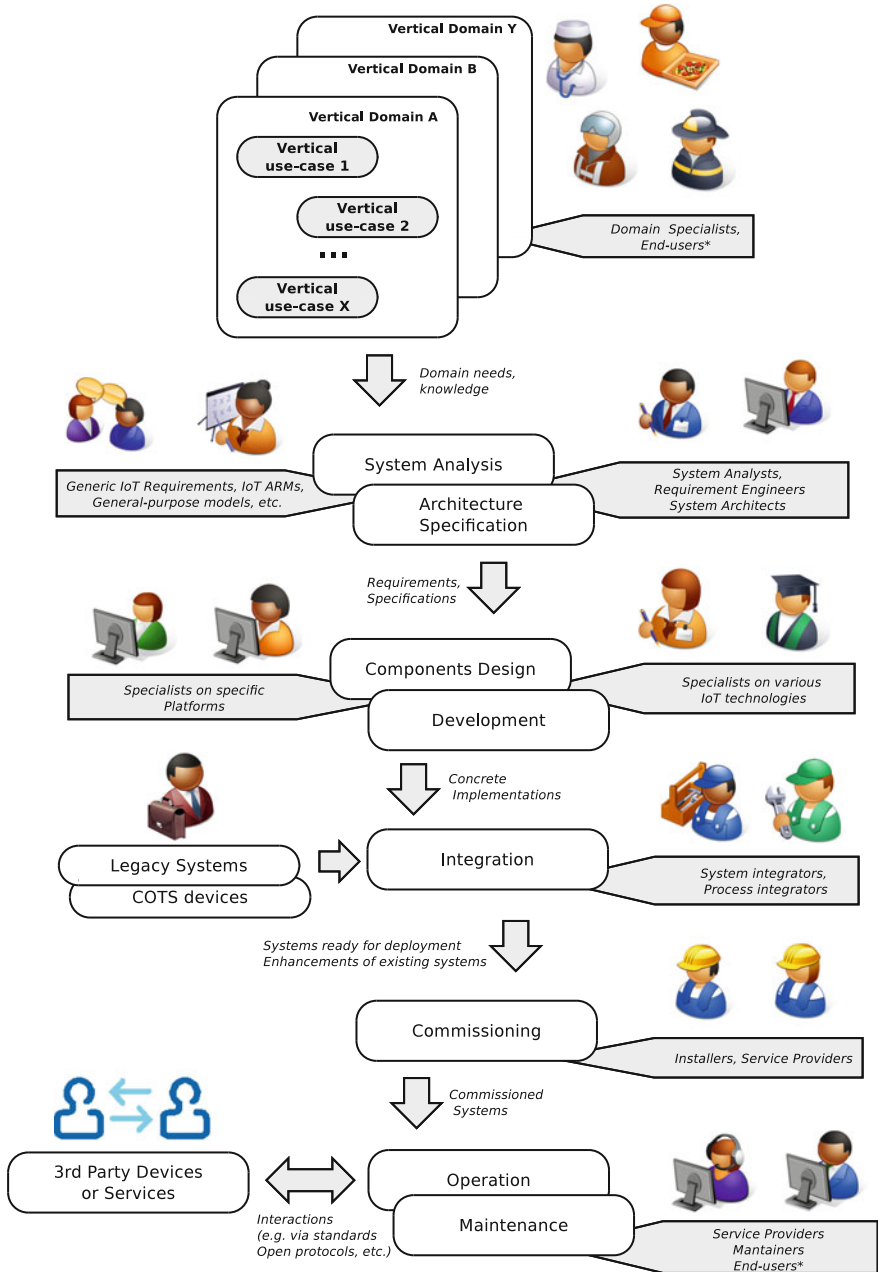 Vertical Domain Y
Vertical Domain B
Vertical Domain A
Vertical
use-case 1
Vertical
use-case 2
...
Vertical
use-case X
Domain Specialists,
End-users*
Domain needs,
knowledge
System Analysis
Architecture
Specification
Generic IoT Requirements, IoT ARMs,
General-purpose models, etc.
System Analysts,
Requirement Engineers
System Architects
Requirements,
Specifications
Components Design
Development
Specialists on specific
Platforms
Specialists on various
IoT technologies
Concrete
Implementations
Legacy Systems
COTS devices
Integration
System integrators,
Process integrators
Systems ready for deployment
Enhancements of existing systems
Commissioning
Installers, Service Providers
Commissioned
Systems
3rd Party Devices
or Services
Operation
Maintenance
Interactions
(e.g. via standards
Open protocols, etc.)
Service Providers
Mantainers
End-users*